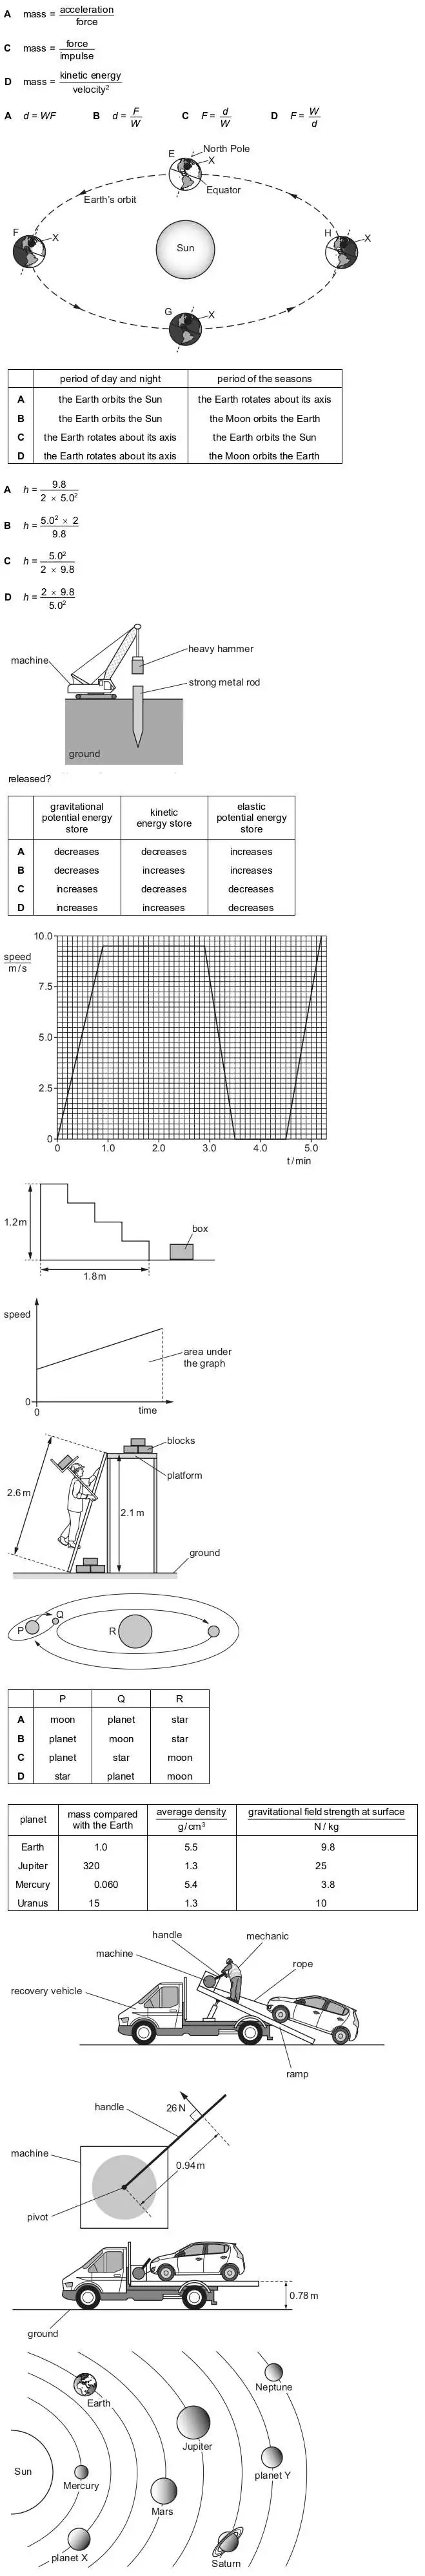 A mass = acceleration / force
C mass = force / impulse
D mass = kinetic energy / velocity²
A d = WF B d = F/W C F = d/W D F = W/d
E North Pole
X
Equator
Earth's orbit
F X
Sun
H X
G X
period of day and night period of the seasons
A the Earth orbits the Sun the Earth rotates about its axis
B the Earth orbits the Sun the Moon orbits the Earth
C the Earth rotates about its axis the Earth orbits the Sun
D the Earth rotates about its axis the Moon orbits the Earth
A h = 9.8 / 2 × 5.0²
B h = 5.0² × 2 / 9.8
C h = 5.0² / 2 × 9.8
D h = 2 × 9.8 / 5.0²
heavy hammer
machine
strong metal rod
ground
released?
gravitational potential energy store kinetic energy store elastic potential energy store
A decreases decreases increases
B decreases increases increases
C increases decreases decreases
D increases increases decreases
10.0
speed
m/s
7.5
5.0
2.5
0
0 1.0 2.0 3.0 4.0 5.0
t/min
1.2m
box
1.8m
speed
area under
the graph
0
0 time
blocks
platform
2.6m
2.1m
ground
Q
P R
P Q R
A moon planet star
B planet moon star
C planet star moon
D star planet moon
planet mass compared with the Earth average density g/cm³ gravitational field strength at surface N/kg
Earth 1.0 5.5 9.8
Jupiter 320 1.3 25
Mercury 0.060 5.4 3.8
Uranus 15 1.3 10
handle mechanic
machine rope
recovery vehicle
ramp
handle 26N
machine
0.94m
pivot
0.78m
ground
Neptune
Earth
Jupiter
Sun
planet Y
Mercury
Mars
planet X
Saturn